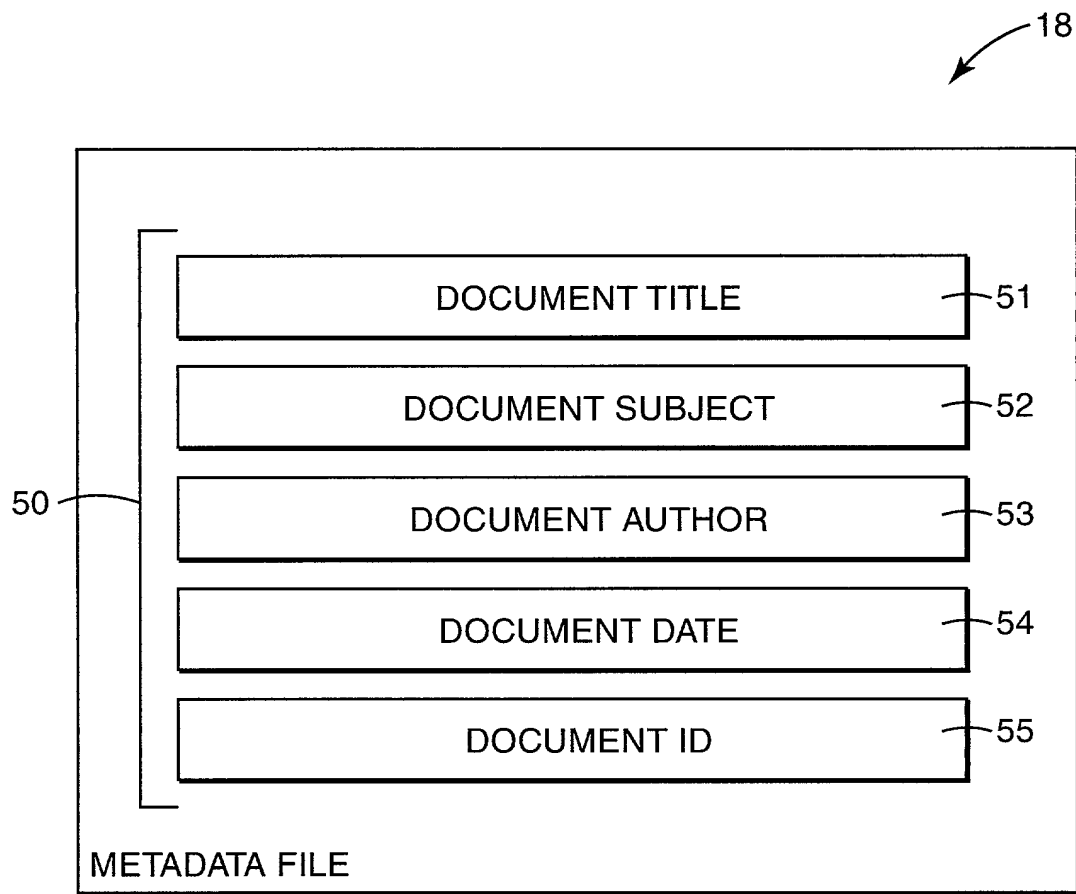 18
DOCUMENT TITLE 51
DOCUMENT SUBJECT 52
50
DOCUMENT AUTHOR 53
DOCUMENT DATE 54
DOCUMENT ID 55
METADATA FILE